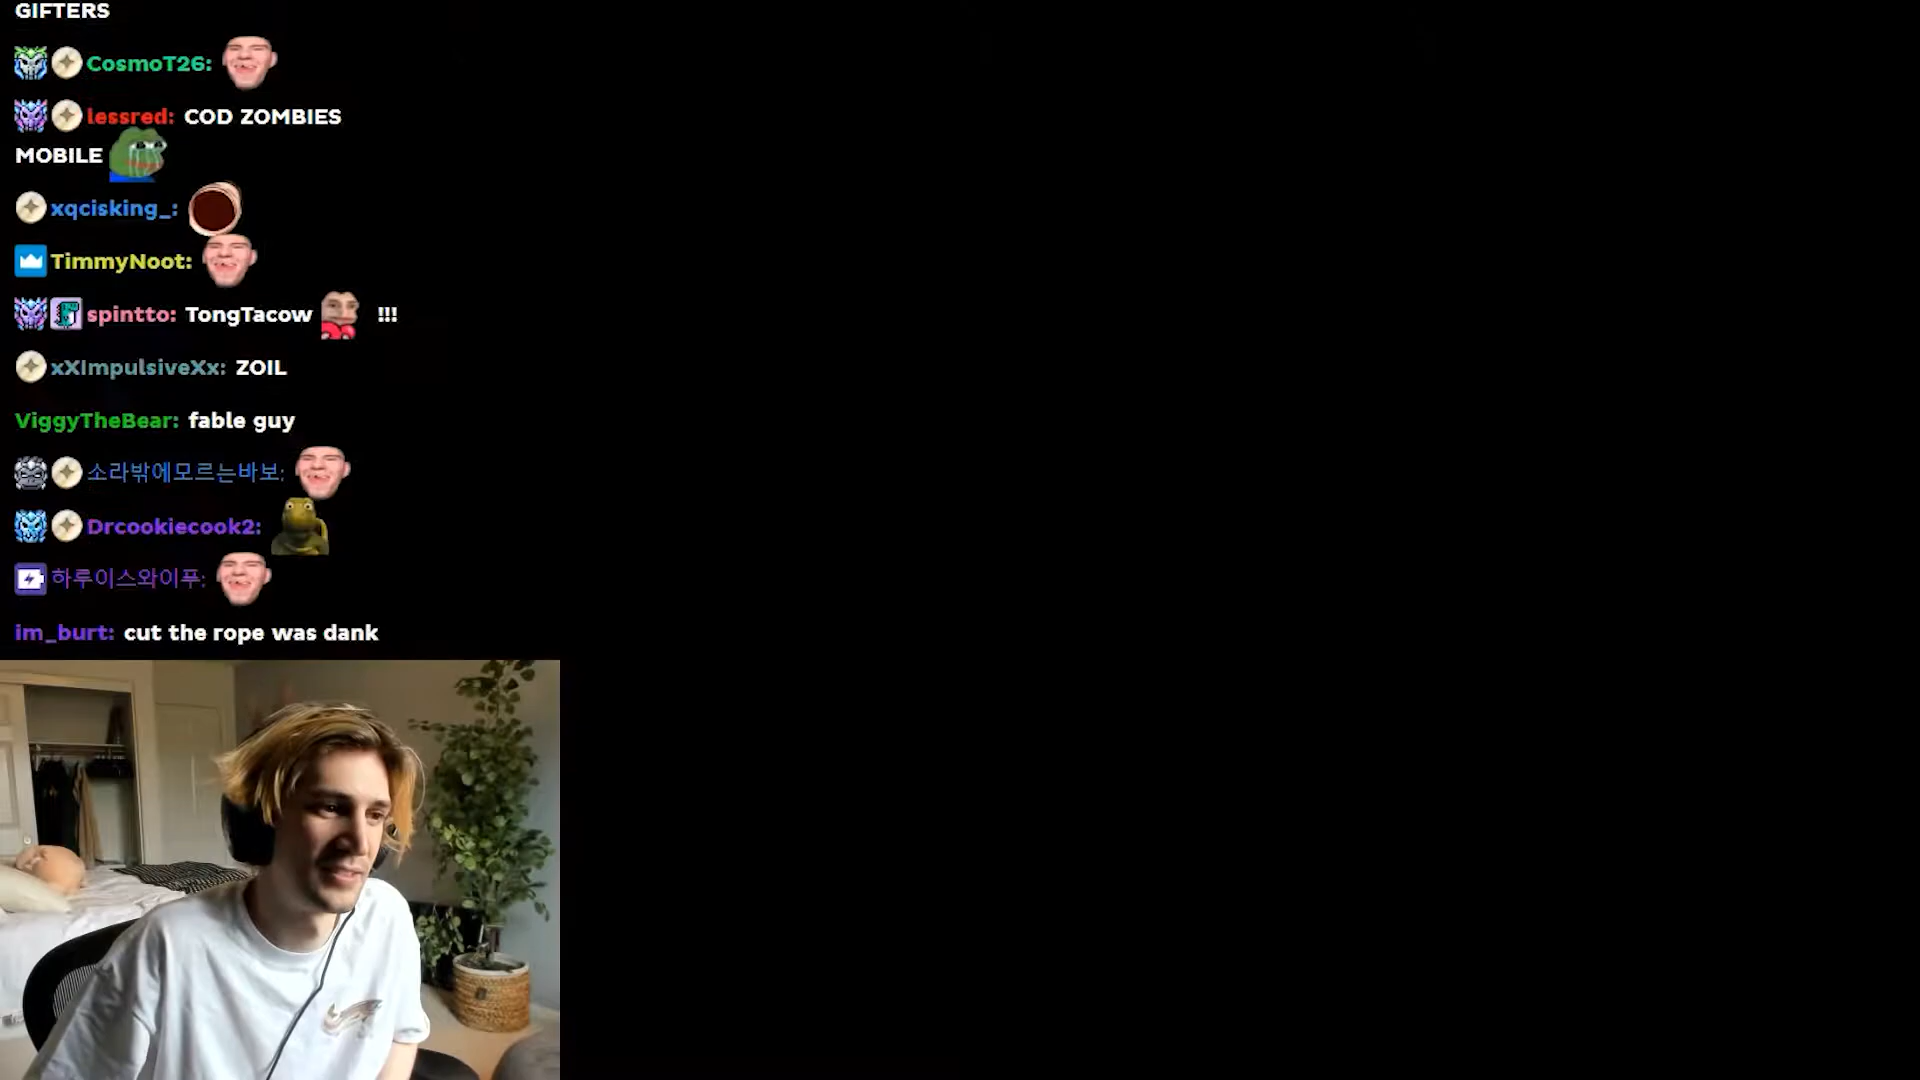 GIFTERS
CosmoT26:
lessred: COD ZOMBIES
MOBILE
xqcisking_:
TimmyNoot:
spintto: TongTacow !!!
xXImpulsiveXx: ZOIL
ViggyTheBear: fable guy
소라밖에모르는바보:
Drcookiecook2:
하루이스와이푸:
im_burt: cut the rope was dank